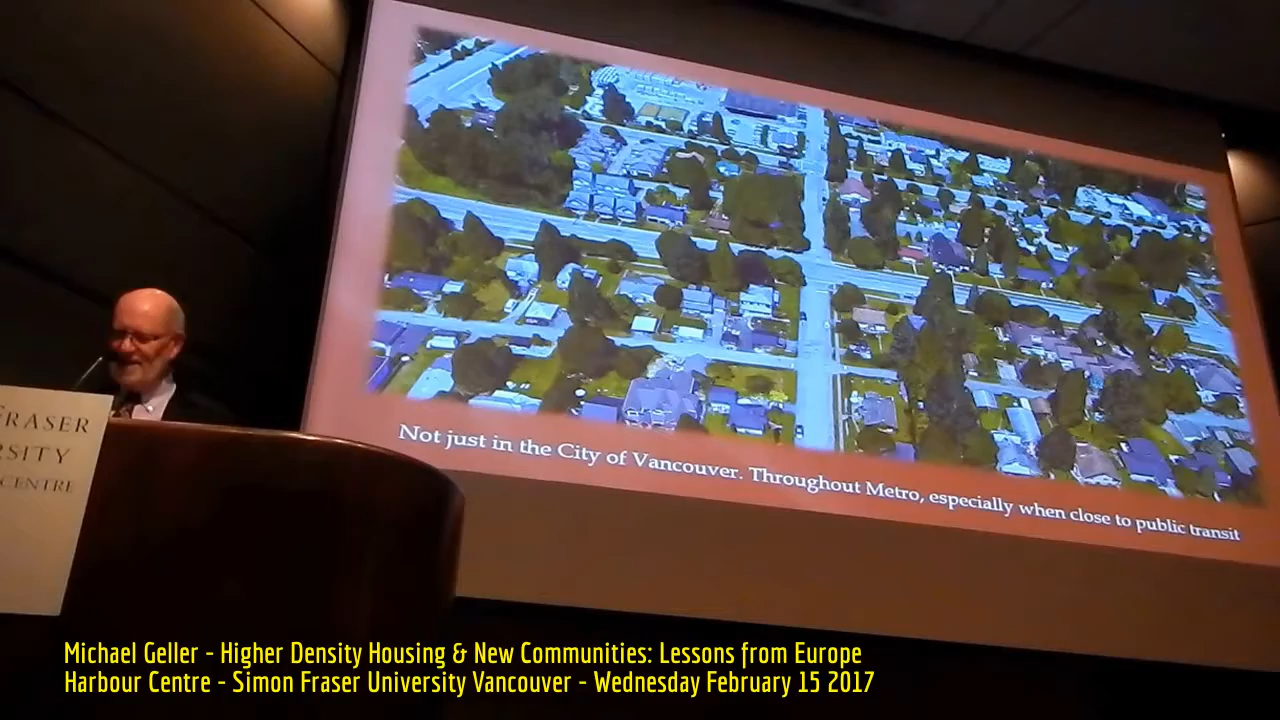 Not just in the City of Vancouver. Throughout Metro, especially when close to public transit
FRASER
RSITY
CENTRE
Michael Geller - Higher Density Housing & New Communities: Lessons from Europe
Harbour Centre - Simon Fraser University Vancouver - Wednesday February 15 2017